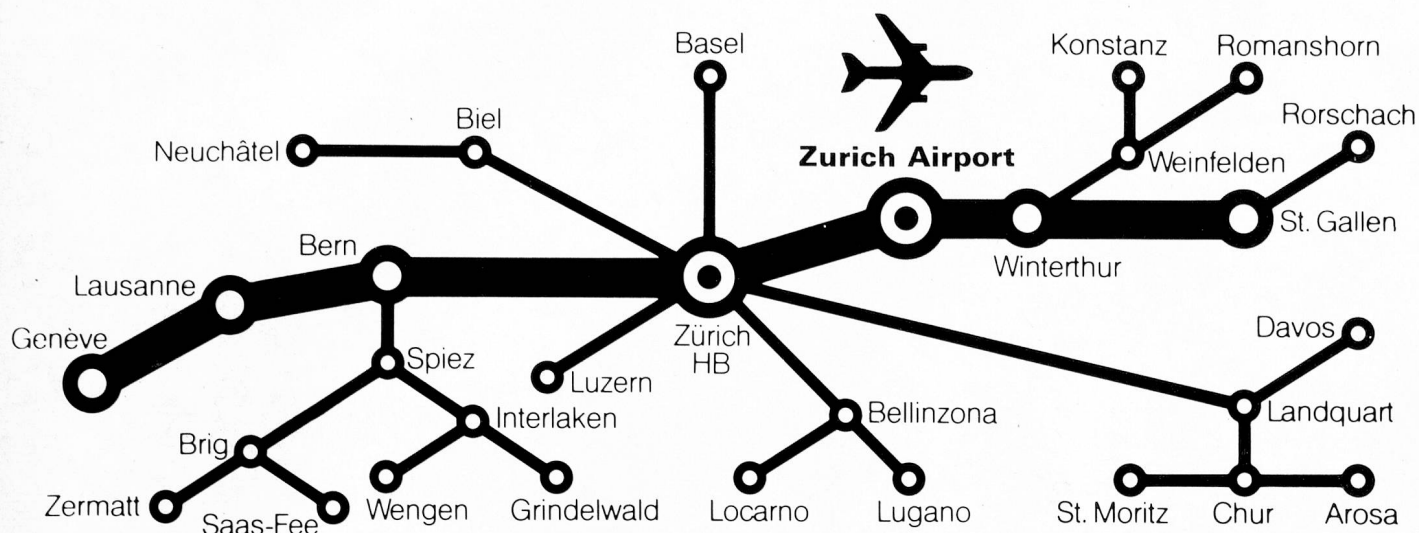 Basel
Konstanz
Romanshorn
Biel
Neuchâtel
Rorschach
Zurich Airport
Weinfelden
Bern
St. Gallen
Lausanne
Winterthur
Genève
Zürich
HB
Davos
Spiez
Luzern
Interlaken
Bellinzona
Landquart
Brig
Zermatt
Saas-Fee
Wengen
Grindelwald
Locarno
Lugano
St. Moritz
Chur
Arosa